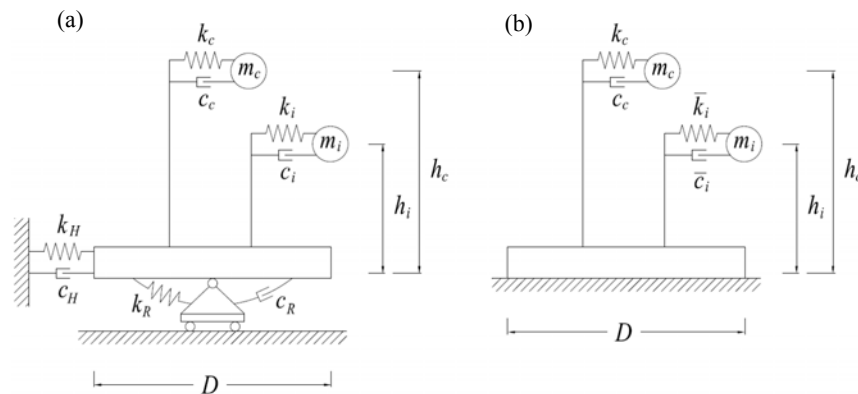 (a)
k_c
m_c
c_c
k_i
m_i
c_i
h_c
h_i
k_H
c_H
k_R
c_R
D
(b)
k_c
m_c
c_c
k̄_i
m_i
c̄_i
h_i
D